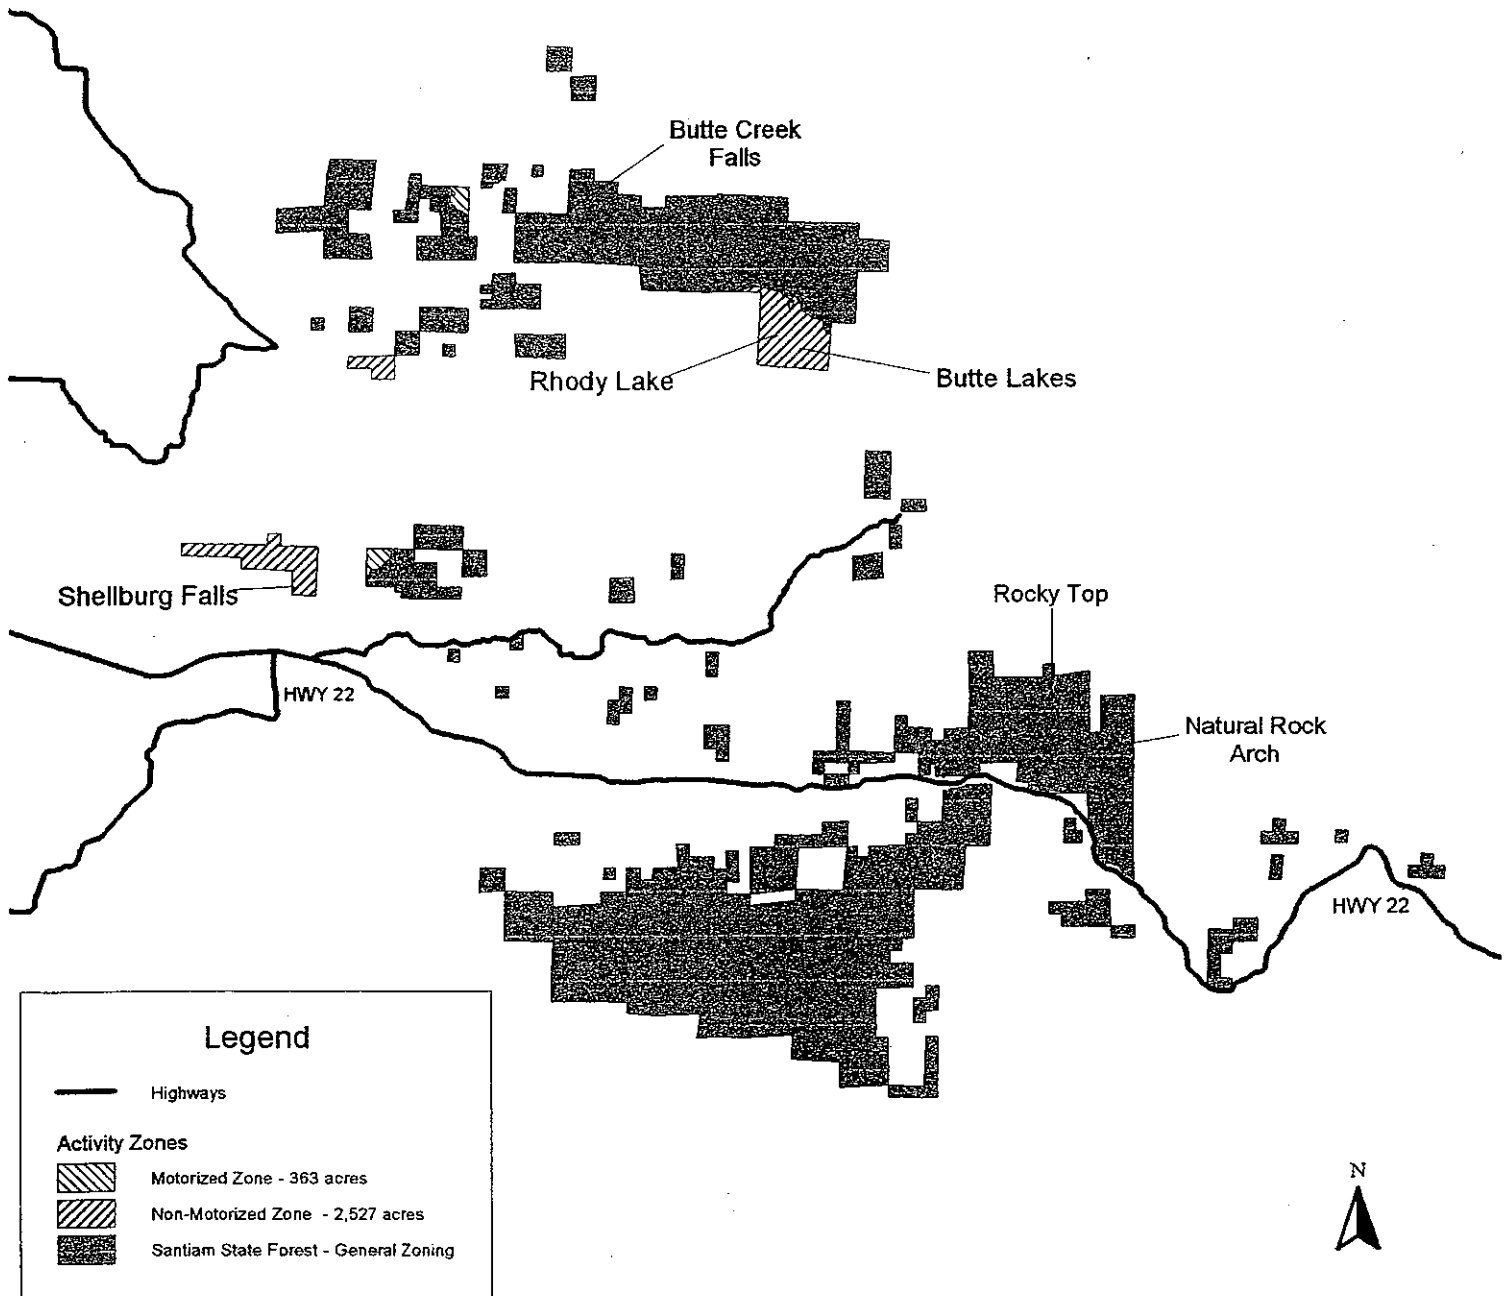 Butte Creek
Falls
Rhody Lake
Butte Lakes
Shellburg Falls
Rocky Top
HWY 22
Natural Rock
Arch
HWY 22
Legend
Highways
Activity Zones
Motorized Zone - 363 acres
Non-Motorized Zone - 2,527 acres
Santiam State Forest - General Zoning
N